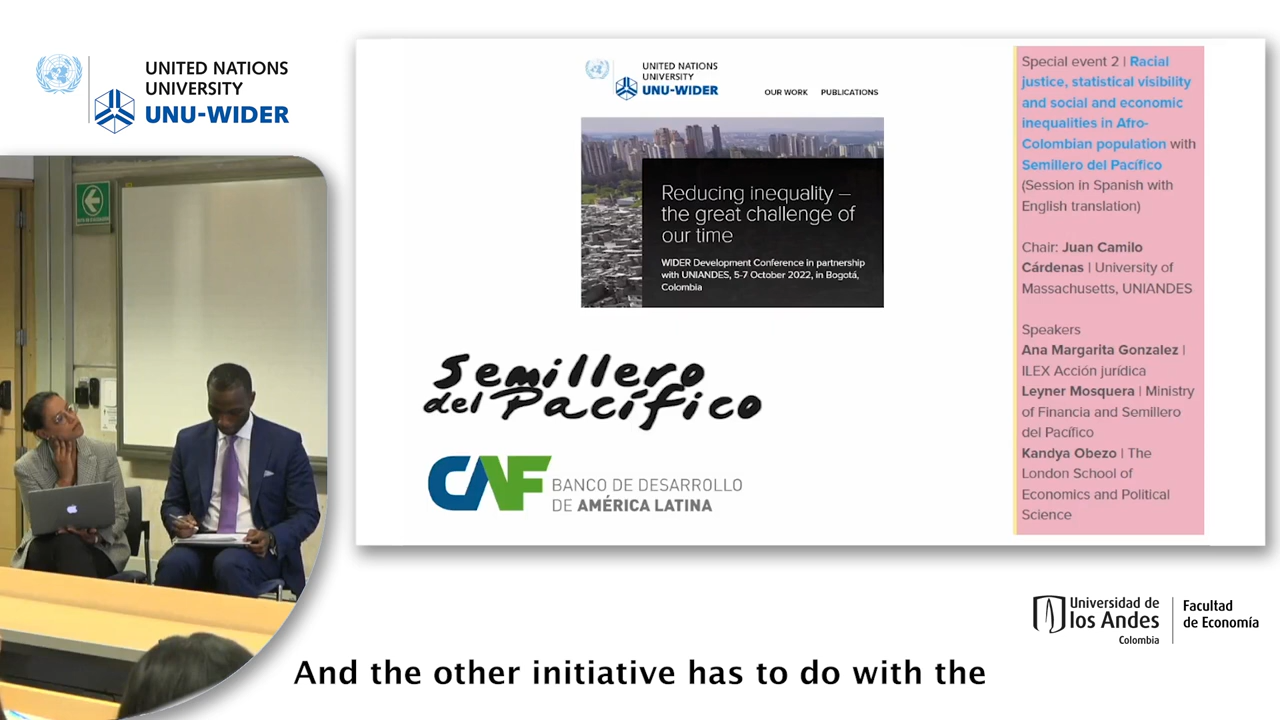 UNITED NATIONS
UNIVERSITY
UNU-WIDER
UNITED NATIONS
UNIVERSITY
UNU-WIDER
OUR WORK PUBLICATIONS
Reducing inequality –
the great challenge of
our time
WIDER Development Conference in partnership
with UNIANDES, 5-7 October 2022, in Bogotá,
Colombia
Semillero
del Pacífico
CAF BANCO DE DESARROLLO
DE AMÉRICA LATINA
Special event 2 | Racial
justice, statistical visibility
and social and economic
inequalities in Afro-
Colombian population with
Semillero del Pacífico
(Session in Spanish with
English translation)
Chair: Juan Camilo
Cárdenas | University of
Massachusetts, UNIANDES
Speakers
Ana Margarita Gonzalez |
ILEX Acción jurídica
Leyner Mosquera | Ministry
of Financia and Semillero
del Pacífico
Kandya Obezo | The
London School of
Economics and Political
Science
Universidad de
los Andes
Colombia
Facultad
de Economía
And the other initiative has to do with the